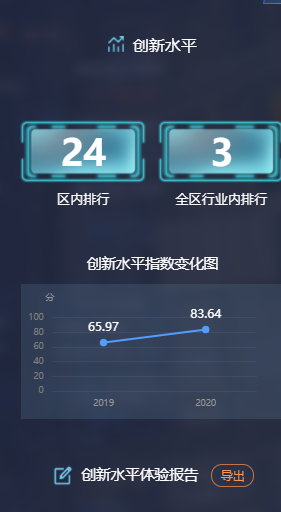 创新水平
24 3
区内排行 全区行业内排行
创新水平指数变化图
分
100
80
60
40
20
0
65.97 83.64
2019 2020
创新水平体验报告 导出